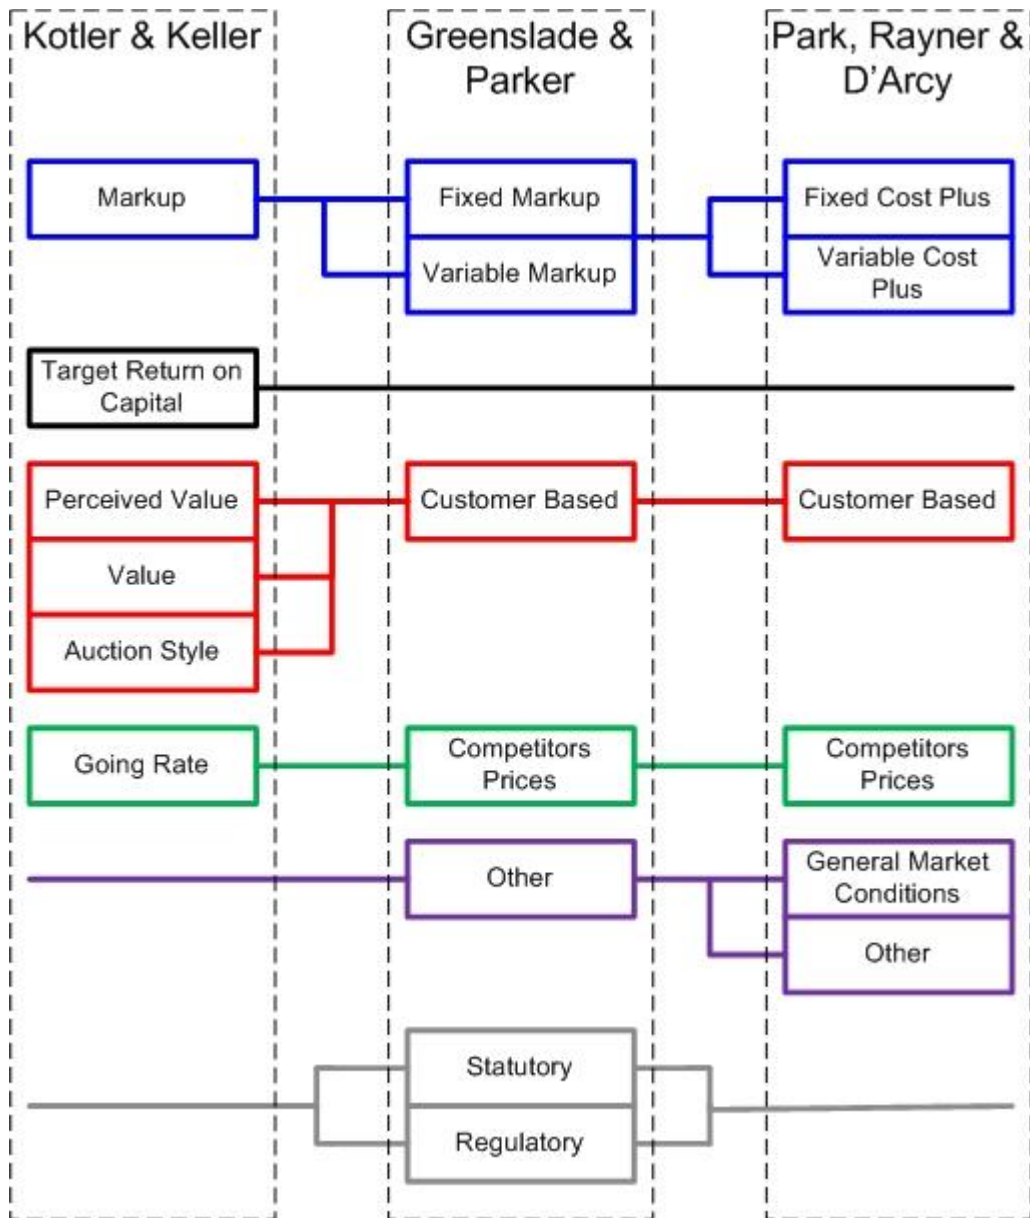 Kotler & Keller
Greenslade &
Parker
Park, Rayner &
D'Arcy
Markup
Fixed Markup
Variable Markup
Fixed Cost Plus
Variable Cost
Plus
Target Return on
Capital
Perceived Value
Value
Auction Style
Customer Based
Customer Based
Going Rate
Competitors
Prices
Competitors
Prices
Other
General Market
Conditions
Other
Statutory
Regulatory